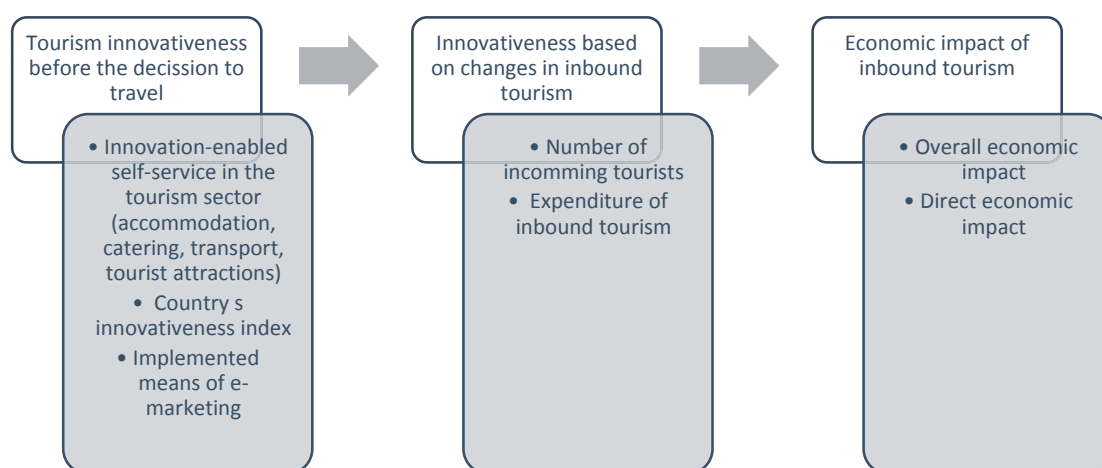 Tourism innovativeness
before the decission to
travel
• Innovation-enabled
self-service in the
tourism sector
(accommodation,
catering, transport,
tourist attractions)
• Country s
innovativeness index
• Implemented
means of e-
marketing
Innovativeness based
on changes in inbound
tourism
• Number of
incomming tourists
• Expenditure of
inbound tourism
Economic impact of
inbound tourism
• Overall economic
impact
• Direct economic
impact